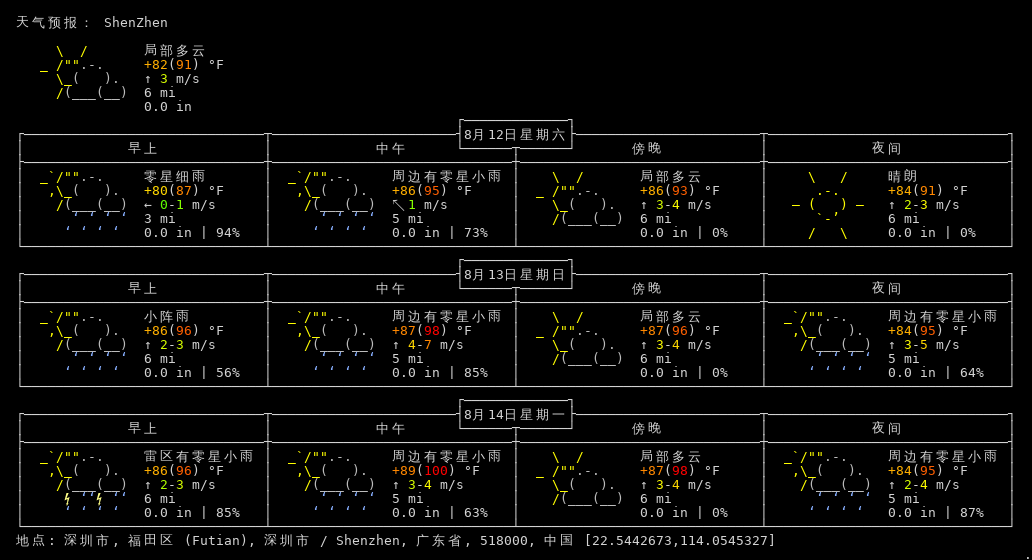 天气预报： ShenZhen
局部多云
+82(91) °F
↑ 3 m/s
6 mi
0.0 in
8月12日星期六
早上 中午 傍晚 夜间
零星细雨 周边有零星小雨 局部多云 晴朗
+80(87) °F +86(95) °F +86(93) °F +84(91) °F
← 0-1 m/s ↖ 1 m/s ↑ 3-4 m/s ↑ 2-3 m/s
3 mi 5 mi 6 mi 6 mi
0.0 in | 94% 0.0 in | 73% 0.0 in | 0% 0.0 in | 0%
8月13日星期日
早上 中午 傍晚 夜间
小阵雨 周边有零星小雨 局部多云 周边有零星小雨
+86(96) °F +87(98) °F +87(96) °F +84(95) °F
↑ 2-3 m/s ↑ 4-7 m/s ↑ 3-4 m/s ↑ 3-5 m/s
6 mi 5 mi 6 mi 5 mi
0.0 in | 56% 0.0 in | 85% 0.0 in | 0% 0.0 in | 64%
8月14日星期一
早上 中午 傍晚 夜间
雷区有零星小雨 周边有零星小雨 局部多云 周边有零星小雨
+86(96) °F +89(100) °F +87(98) °F +84(95) °F
↑ 2-3 m/s ↑ 3-4 m/s ↑ 3-4 m/s ↑ 2-4 m/s
6 mi 5 mi 6 mi 5 mi
0.0 in | 85% 0.0 in | 63% 0.0 in | 0% 0.0 in | 87%
地点: 深圳市, 福田区 (Futian), 深圳市 / Shenzhen, 广东省, 518000, 中国 [22.5442673,114.0545327]